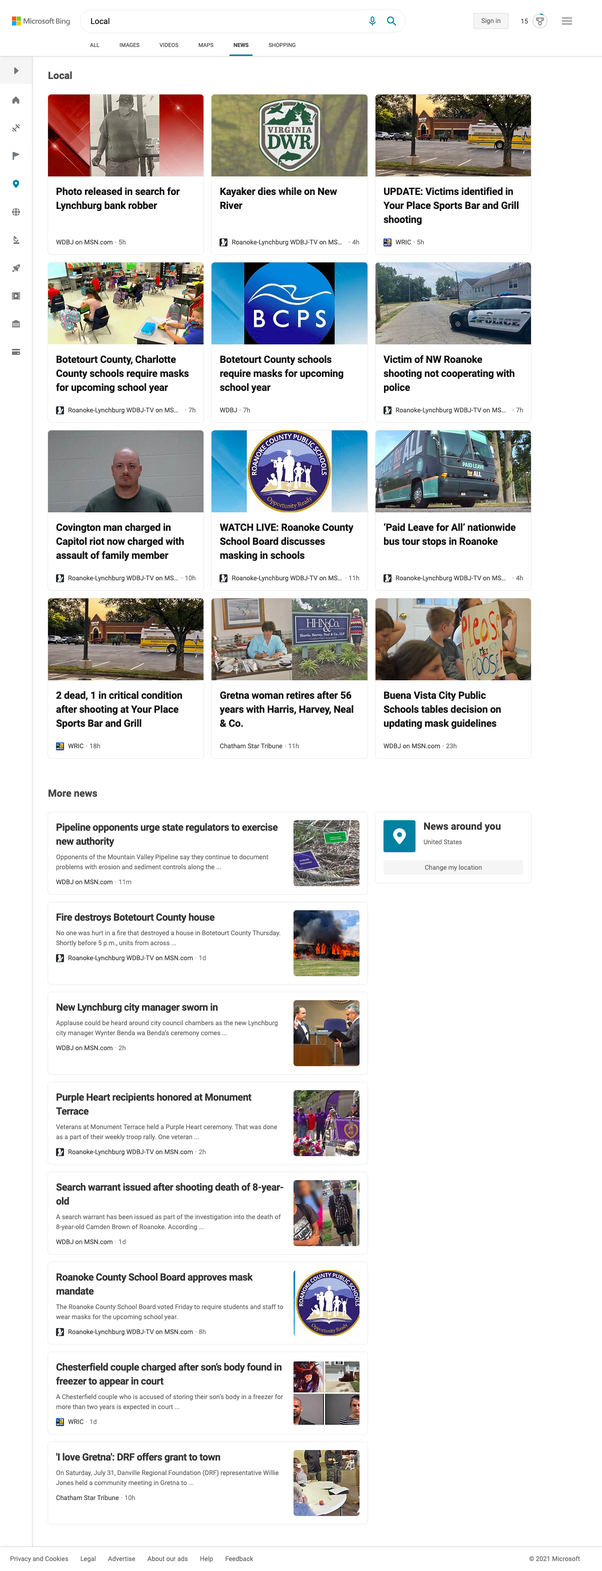 Microsoft Bing
Local
Sign in
15
ALL IMAGES VIDEOS MAPS NEWS SHOPPING
Local
VIRGINIA
DWR
Photo released in search for
Lynchburg bank robber
WDBJ on MSN.com · 5h
Kayaker dies while on New
River
Roanoke-Lynchburg WDBJ-TV on MS... · 4h
UPDATE: Victims identified in
Your Place Sports Bar and Grill
shooting
WRIC · 5h
BCPS
POLICE
Botetourt County, Charlotte
County schools require masks
for upcoming school year
Roanoke-Lynchburg WDBJ-TV on MS... · 7h
Botetourt County schools
require masks for upcoming
school year
WDBJ · 7h
Victim of NW Roanoke
shooting not cooperating with
police
Roanoke-Lynchburg WDBJ-TV on MS... · 7h
ROANOKE COUNTY PUBLIC SCHOOLS
Opportunity Ready
PAID LEAVE
for ALL
Covington man charged in
Capitol riot now charged with
assault of family member
Roanoke-Lynchburg WDBJ-TV on MS... · 10h
WATCH LIVE: Roanoke County
School Board discusses
masking in schools
Roanoke-Lynchburg WDBJ-TV on MS... · 11h
‘Paid Leave for All’ nationwide
bus tour stops in Roanoke
Roanoke-Lynchburg WDBJ-TV on MS... · 4h
HHN&Co.
Harris, Harvey, Neal & Co., LLP
2 dead, 1 in critical condition
after shooting at Your Place
Sports Bar and Grill
WRIC · 18h
Gretna woman retires after 56
years with Harris, Harvey, Neal
& Co.
Chatham Star Tribune · 11h
Buena Vista City Public
Schools tables decision on
updating mask guidelines
WDBJ on MSN.com · 23h
More news
Pipeline opponents urge state regulators to exercise
new authority
Opponents of the Mountain Valley Pipeline say they continue to document
problems with erosion and sediment controls along the ...
WDBJ on MSN.com · 11m
News around you
United States
Change my location
Fire destroys Botetourt County house
No one was hurt in a fire that destroyed a house in Botetourt County Thursday.
Shortly before 5 p.m., units from across ...
Roanoke-Lynchburg WDBJ-TV on MSN.com · 1d
New Lynchburg city manager sworn in
Applause could be heard around city council chambers as the new Lynchburg
city manager Wynter Benda wa Benda's ceremony comes ...
WDBJ on MSN.com · 2h
Purple Heart recipients honored at Monument
Terrace
Veterans at Monument Terrace held a Purple Heart ceremony. That was done
as a part of their weekly troop rally. One veteran ...
Roanoke-Lynchburg WDBJ-TV on MSN.com · 2h
Search warrant issued after shooting death of 8-year-
old
A search warrant has been issued as part of the investigation into the death of
8-year-old Camden Brown of Roanoke. According ...
WDBJ on MSN.com · 1d
Roanoke County School Board approves mask
mandate
The Roanoke County School Board voted Friday to require students and staff to
wear masks for the upcoming school year.
Roanoke-Lynchburg WDBJ-TV on MSN.com · 8h
ROANOKE COUNTY PUBLIC SCHOOLS
Chesterfield couple charged after son's body found in
freezer to appear in court
A Chesterfield couple who is accused of storing their son's body in a freezer for
more than two years is expected in court ...
WRIC · 1d
'I love Gretna': DRF offers grant to town
On Saturday, July 31, Danville Regional Foundation (DRF) representative Willie
Jones held a community meeting in Gretna to ...
Chatham Star Tribune · 10h
Privacy and Cookies Legal Advertise About our ads Help Feedback
© 2021 Microsoft